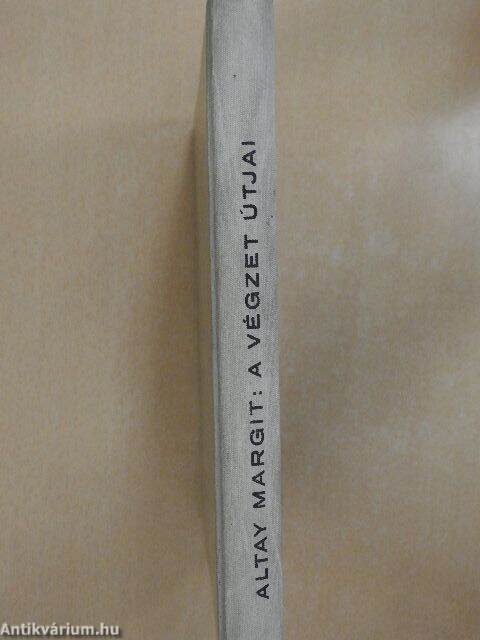 ALTAY MARGIT: A VÉGZET ÚTJAI
Antikvárium.hu